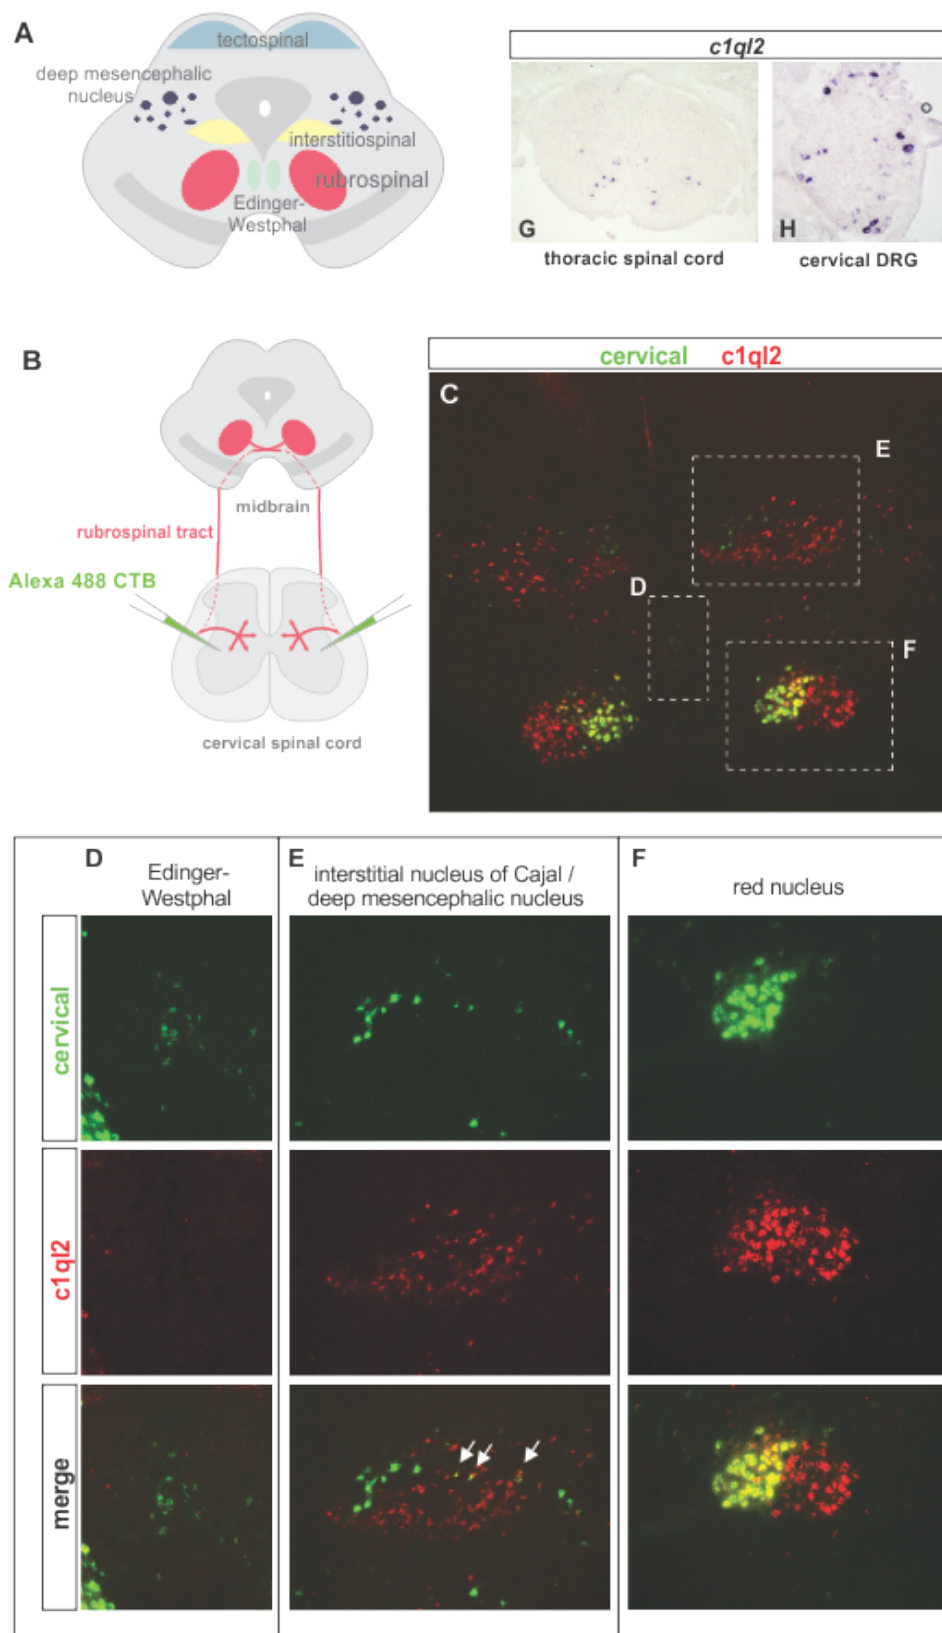 A
tectospinal
deep mesencephalic
nucleus
interstitiospinal
rubrospinal
Edinger-
Westphal
c1ql2
G
H
thoracic spinal cord
cervical DRG
B
midbrain
rubrospinal tract
Alexa 488 CTB
cervical spinal cord
cervical c1ql2
C
E
D
F
D
Edinger-
Westphal
E
interstitial nucleus of Cajal /
deep mesencephalic nucleus
F
red nucleus
cervical
c1ql2
merge